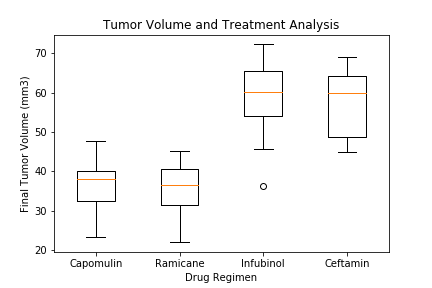 Tumor Volume and Treatment Analysis
Final Tumor Volume (mm3)
70
60
50
40
30
20
Capomulin Ramicane Infubinol Ceftamin
Drug Regimen